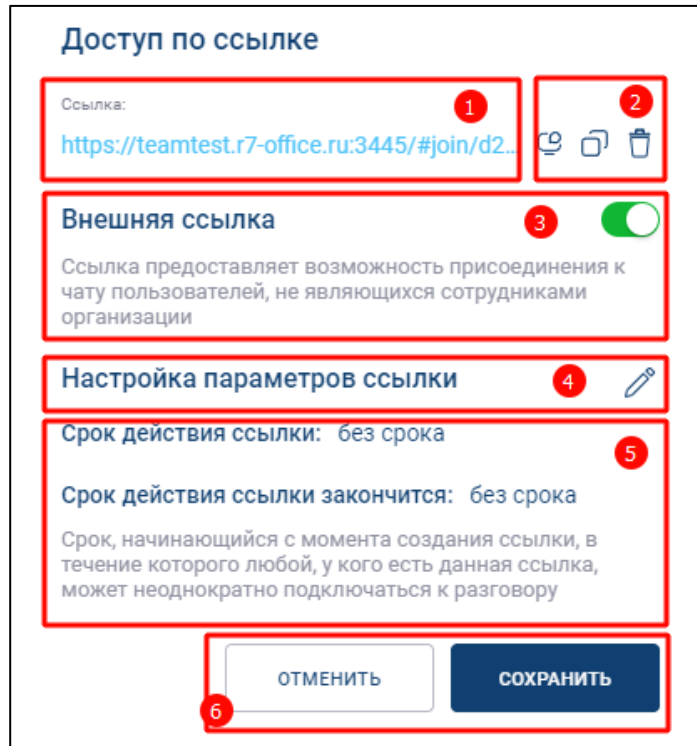 Доступ по ссылке
Ссылка:
1
2
https://teamtest.r7-office.ru:3445/#join/d2...
Внешняя ссылка
3
Ссылка предоставляет возможность присоединения к
чату пользователей, не являющихся сотрудниками
организации
Настройка параметров ссылки
4
Срок действия ссылки: без срока
5
Срок действия ссылки закончится: без срока
Срок, начинающийся с момента создания ссылки, в
течение которого любой, у кого есть данная ссылка,
может неоднократно подключаться к разговору
ОТМЕНИТЬ
СОХРАНИТЬ
6